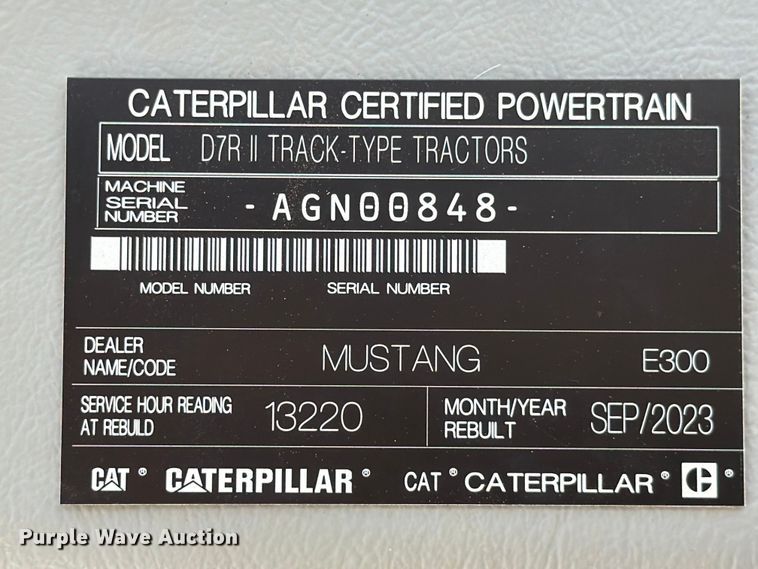 CATERPILLAR CERTIFIED POWERTRAIN
MODEL D7R II TRACK-TYPE TRACTORS
MACHINE
SERIAL
NUMBER
-AGN00848-
MODEL NUMBER SERIAL NUMBER
DEALER
NAME/CODE
MUSTANG E300
SERVICE HOUR READING
AT REBUILD
13220
MONTH/YEAR
REBUILT
SEP/2023
CAT® CATERPILLAR® CAT® CATERPILLAR® C®
Purple Wave Auction